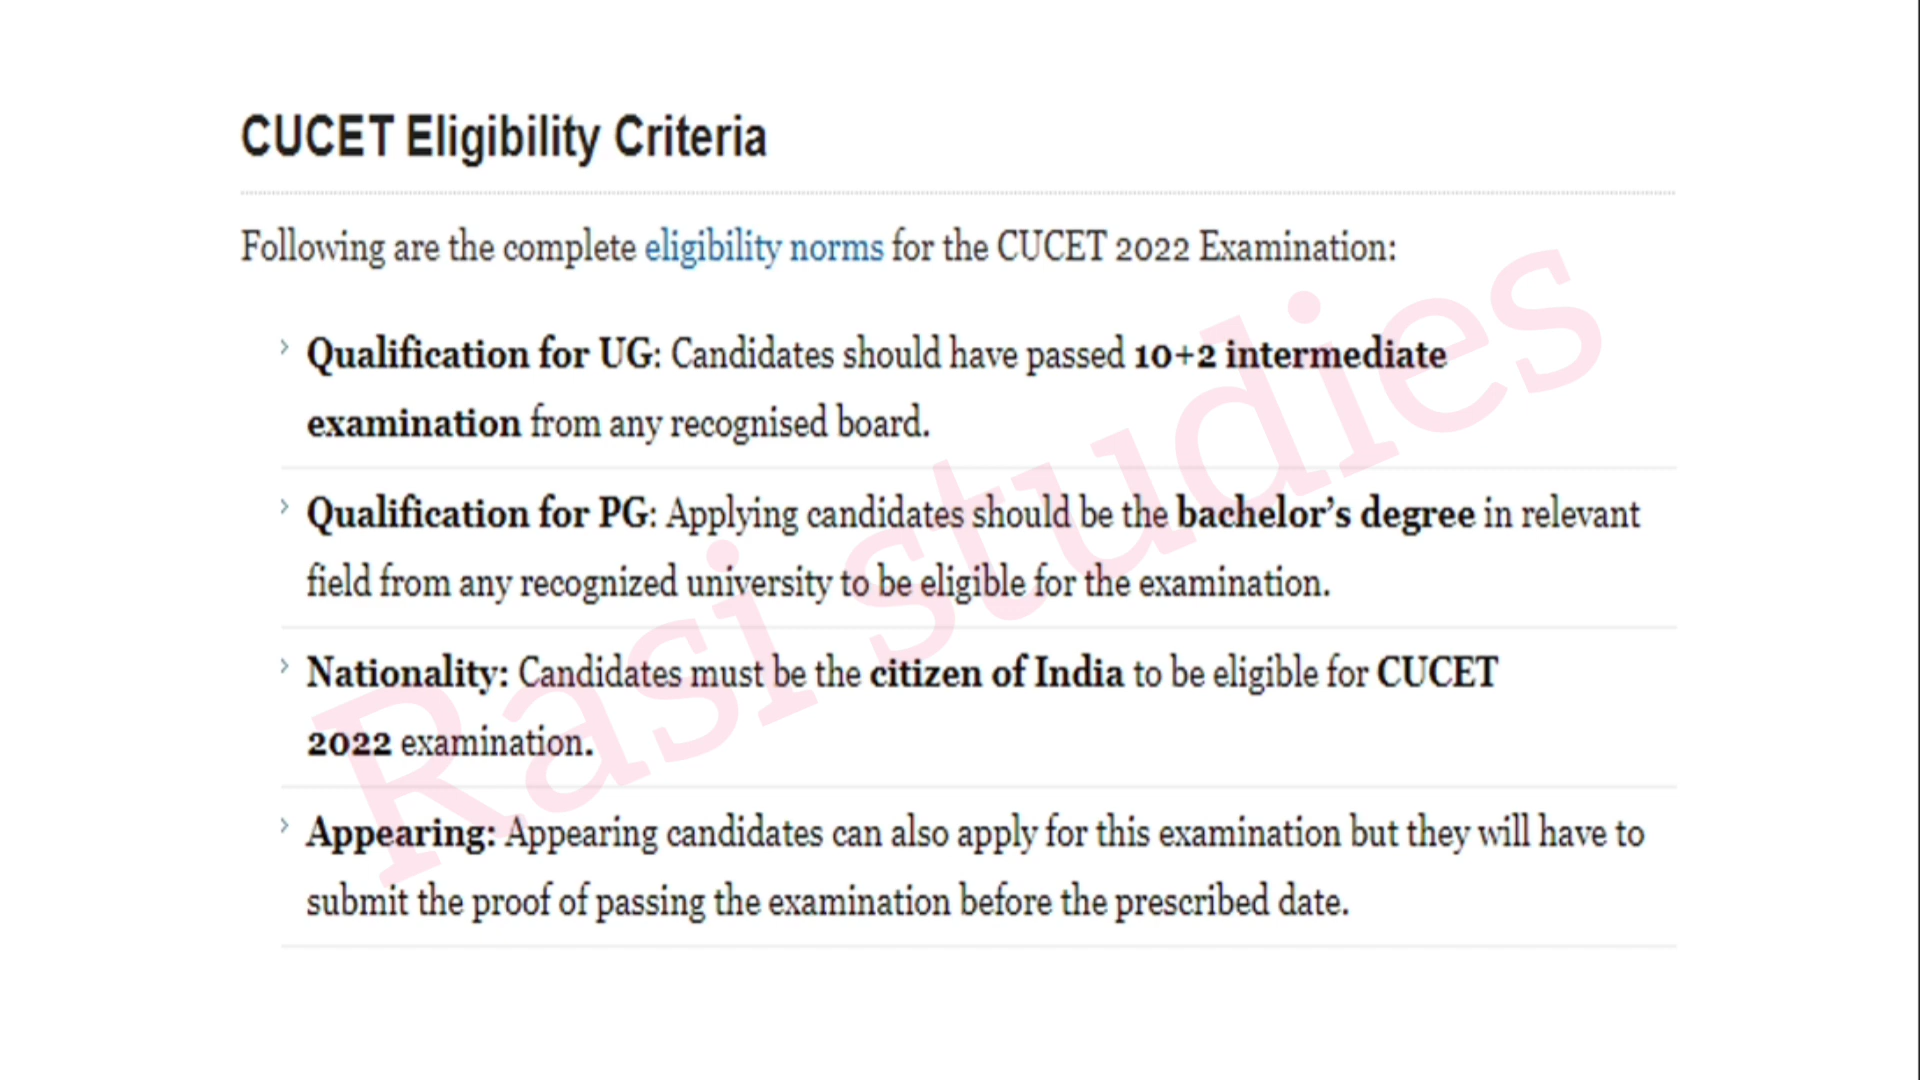 CUCET Eligibility Criteria
Following are the complete eligibility norms for the CUCET 2022 Examination:
Qualification for UG: Candidates should have passed 10+2 intermediate
examination from any recognised board.
Qualification for PG: Applying candidates should be the bachelor’s degree in relevant
field from any recognized university to be eligible for the examination.
Nationality: Candidates must be the citizen of India to be eligible for CUCET
2022 examination.
Appearing: Appearing candidates can also apply for this examination but they will have to
submit the proof of passing the examination before the prescribed date.
Rasi studies